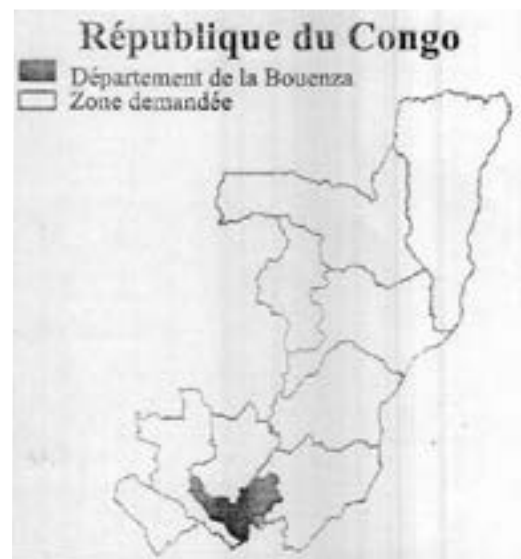 République du Congo
Département de la Bouenza
Zone demandée